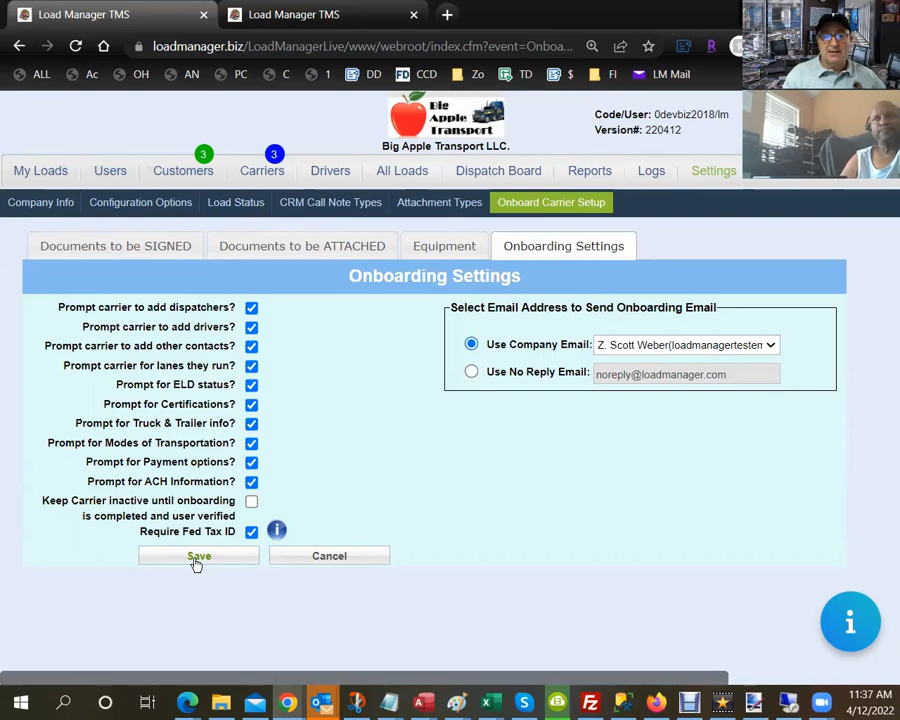 Load Manager TMS
Load Manager TMS
loadmanager.biz/LoadManagerLive/www/webroot/index.cfm?event=Onboa...
ALL Ac OH AN PC C 1 DD CCD Zo TD $ FI LM Mail
Big
Apple
Transport
Big Apple Transport LLC.
Code/User: 0devbiz2018/lm
Version#: 220412
3
3
My Loads Users Customers Carriers Drivers All Loads Dispatch Board Reports Logs Settings
Company Info Configuration Options Load Status CRM Call Note Types Attachment Types Onboard Carrier Setup
Documents to be SIGNED Documents to be ATTACHED Equipment Onboarding Settings
Onboarding Settings
Prompt carrier to add dispatchers?
Prompt carrier to add drivers?
Prompt carrier to add other contacts?
Prompt carrier for lanes they run?
Prompt for ELD status?
Prompt for Certifications?
Prompt for Truck & Trailer info?
Prompt for Modes of Transportation?
Prompt for Payment options?
Prompt for ACH Information?
Keep Carrier inactive until onboarding
is completed and user verified
Require Fed Tax ID
Save Cancel
Select Email Address to Send Onboarding Email
Use Company Email: Z. Scott Weber(loadmanagertestem
Use No Reply Email: noreply@loadmanager.com
11:37 AM
4/12/2022